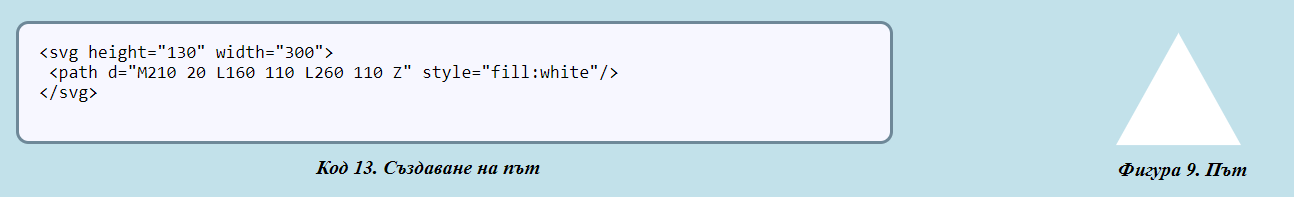 <svg height="130" width="300">
<path d="M210 20 L160 110 L260 110 Z" style="fill:white"/>
</svg>
Код 13. Създаване на път
Фигура 9. Път